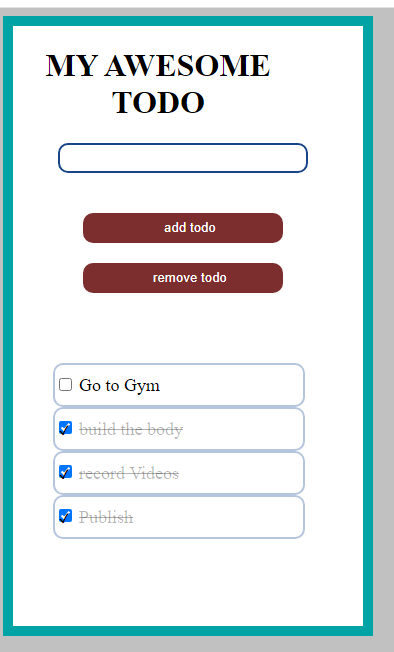 MY AWESOME
TODO
add todo
remove todo
Go to Gym
build the body
record Videos
Publish